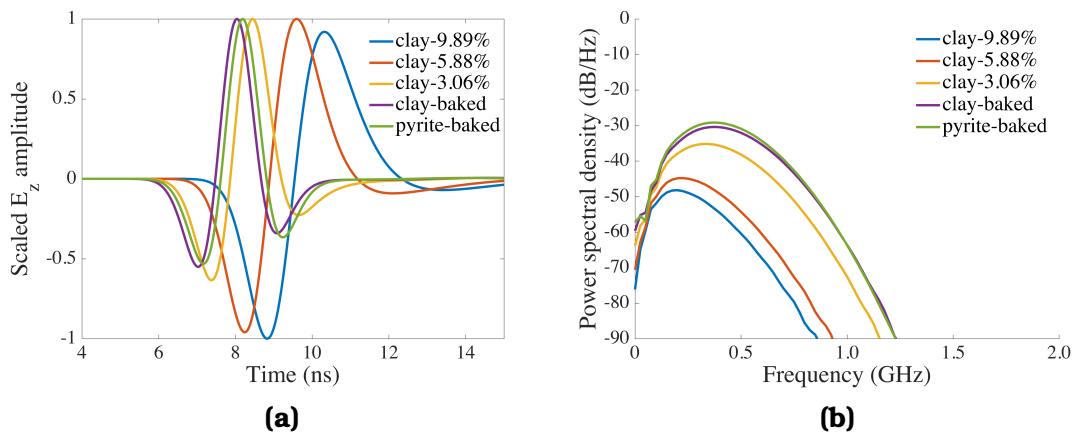 1
0.5
0
-0.5
-1
4
6
8
10
12
14
Scaled E_z amplitude
Time (ns)
clay-9.89%
clay-5.88%
clay-3.06%
clay-baked
pyrite-baked
(a)
0
-10
-20
-30
-40
-50
-60
-70
-80
-90
0
0.5
1.0
1.5
2.0
Power spectral density (dB/Hz)
Frequency (GHz)
clay-9.89%
clay-5.88%
clay-3.06%
clay-baked
pyrite-baked
(b)